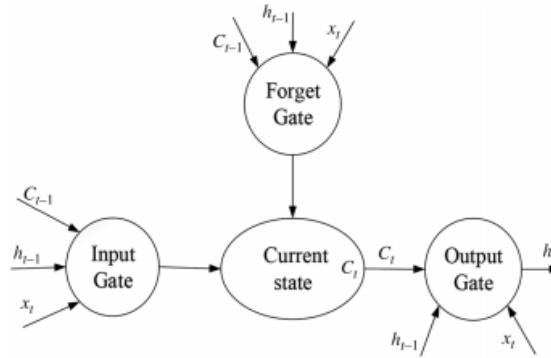 C_{t-1}
h_{t-1}
x_t
Forget
Gate
C_{t-1}
h_{t-1}
x_t
Input
Gate
Current
state
C_t
C_t
Output
Gate
h
h_{t-1}
x_t